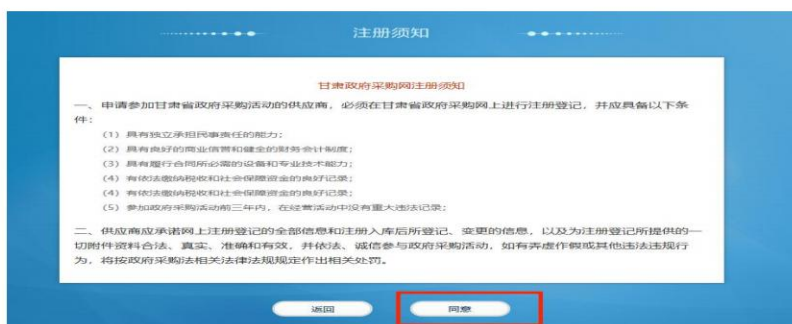 注册须知
甘肃政府采购网注册须知
一、申请参加甘肃省政府采购活动的供应商，必须在甘肃省政府采购网上进行注册登记，并应具备以下条
件：
（1）具有独立承担民事责任的能力；
（2）具有良好的商业信誉和健全的财务会计制度；
（3）具有履行合同所必需的设备和专业技术能力；
（4）有依法缴纳税收和社会保障资金的良好记录；
（4）有依法缴纳税收和社会保障资金的良好记录；
（5）参加政府采购活动前三年内，在经营活动中没有重大违法记录；
二、供应商应承诺网上注册登记的全部信息和注册入库后所登记、变更的信息，以及为注册登记所提供的一
切附件资料合法、真实、准确和有效，并依法、诚信参与政府采购活动，如有弄虚作假或其他违法违规行
为，将按政府采购法相关法律法规规定作出相关处罚。
返回
同意